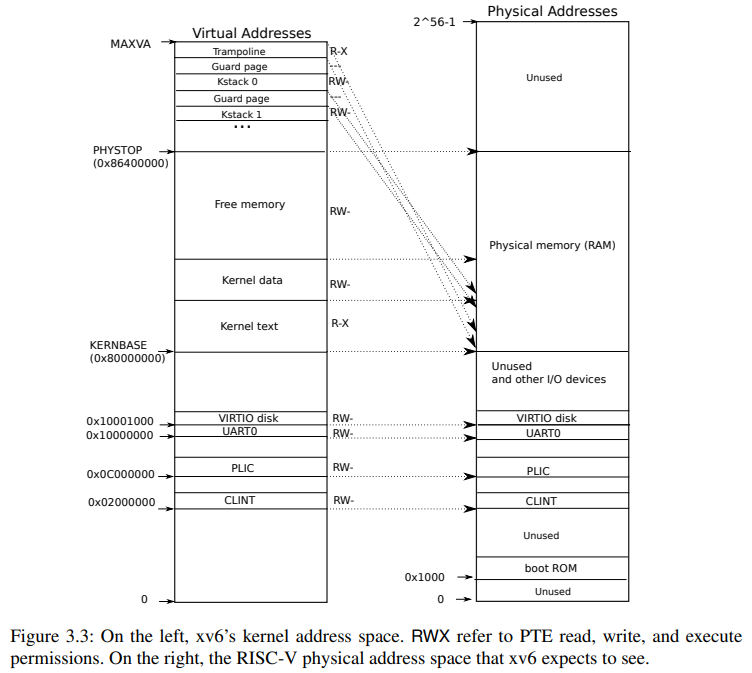 Virtual Addresses
MAXVA
Trampoline
R-X
Guard page
---
Kstack 0
RW-
Guard page
---
Kstack 1
RW-
...
PHYSTOP
(0x86400000)
Free memory
RW-
Kernel data
RW-
Kernel text
R-X
KERNBASE
(0x80000000)
0x10001000
VIRTIO disk
RW-
0x10000000
UART0
RW-
0x0C000000
PLIC
RW-
0x02000000
CLINT
RW-
0
Physical Addresses
2^56-1
Unused
Physical memory (RAM)
Unused
and other I/O devices
VIRTIO disk
UART0
PLIC
CLINT
Unused
boot ROM
0x1000
Unused
0
Figure 3.3: On the left, xv6's kernel address space. RWX refer to PTE read, write, and execute
permissions. On the right, the RISC-V physical address space that xv6 expects to see.